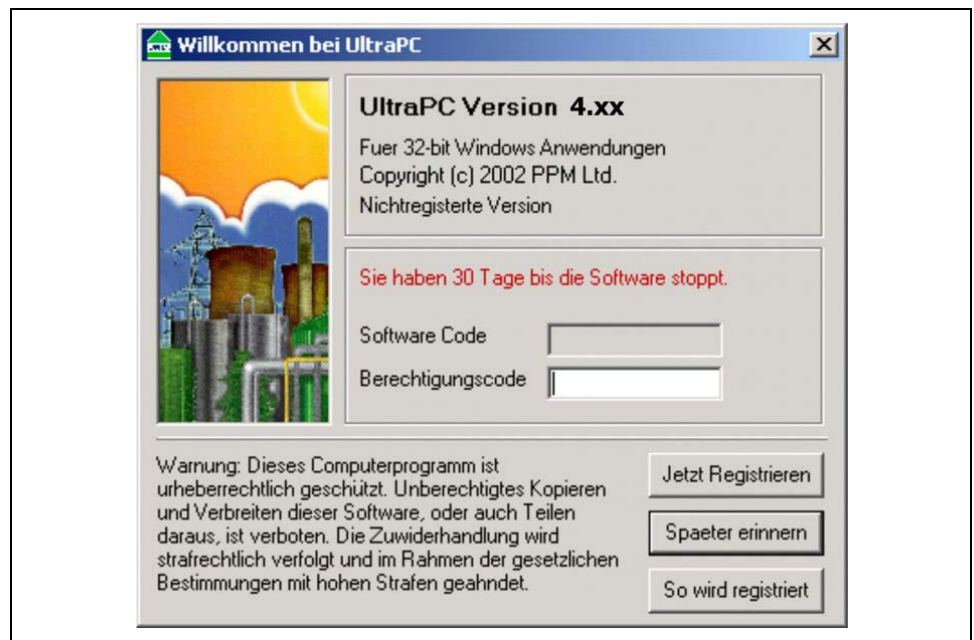 Willkommen bei UltraPC
UltraPC Version 4.xx
Fuer 32-bit Windows Anwendungen
Copyright (c) 2002 PPM Ltd.
Nichtregisterte Version
Sie haben 30 Tage bis die Software stoppt.
Software Code
Berechtigungscode
Warnung: Dieses Computerprogramm ist
urheberrechtlich geschützt. Unberechtigtes Kopieren
und Verbreiten dieser Software, oder auch Teilen
daraus, ist verboten. Die Zuwiderhandlung wird
strafrechtlich verfolgt und im Rahmen der gesetzlichen
Bestimmungen mit hohen Strafen geahndet.
Jetzt Registrieren
Spaeter erinnern
So wird registriert